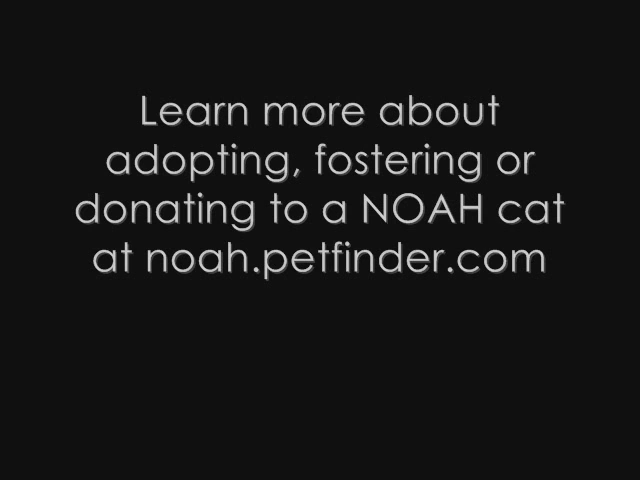 Learn more about
adopting, fostering or
donating to a NOAH cat
at noah.petfinder.com